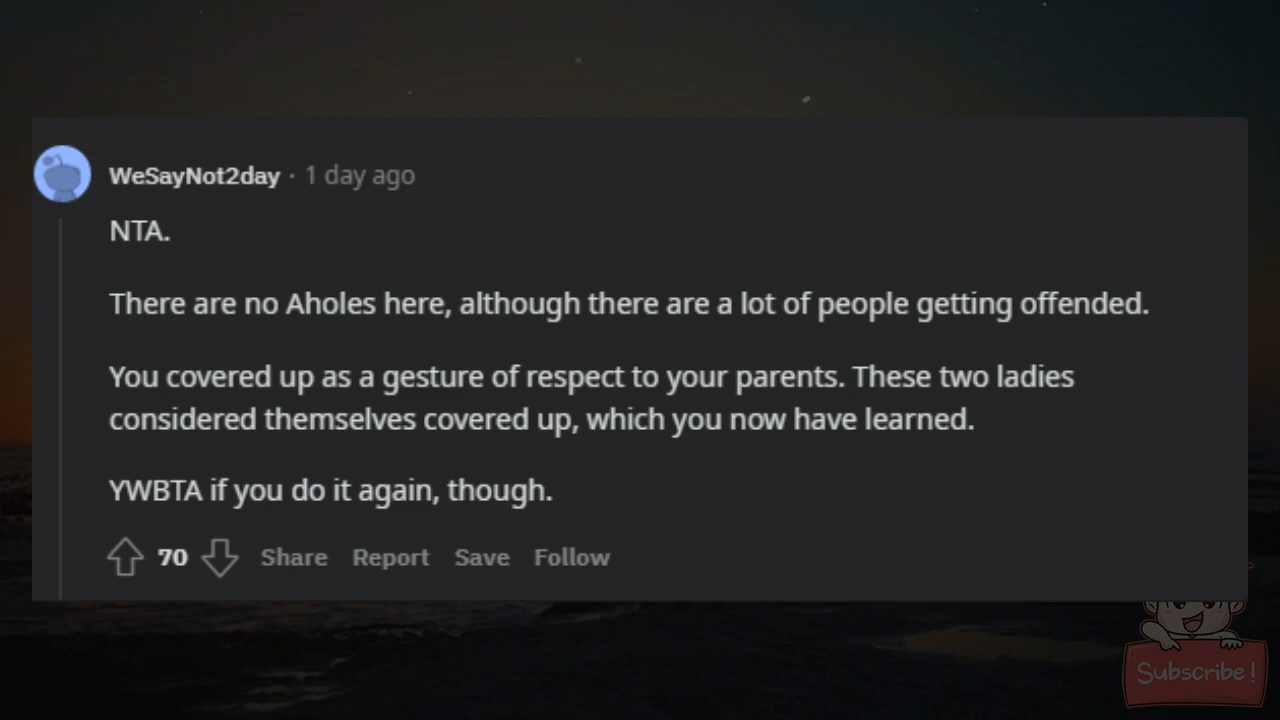 WeSayNot2day · 1 day ago
NTA.
There are no Aholes here, although there are a lot of people getting offended.
You covered up as a gesture of respect to your parents. These two ladies
considered themselves covered up, which you now have learned.
YWBTA if you do it again, though.
70 Share Report Save Follow
Subscribe!